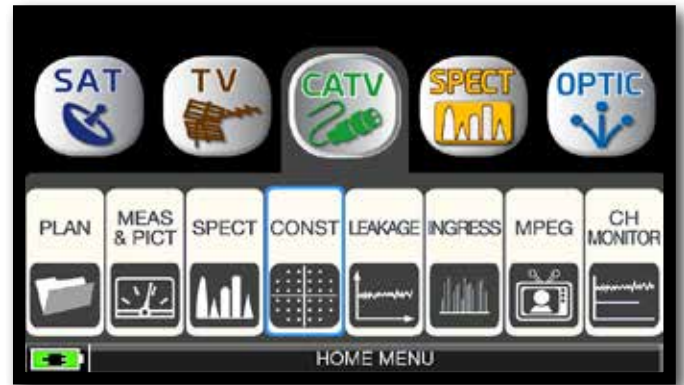 SAT TV CATV SPECT OPTIC
PLAN
MEAS
& PICT
SPECT
CONST
LEAKAGE
INGRESS
MPEG
CH
MONITOR
HOME MENU